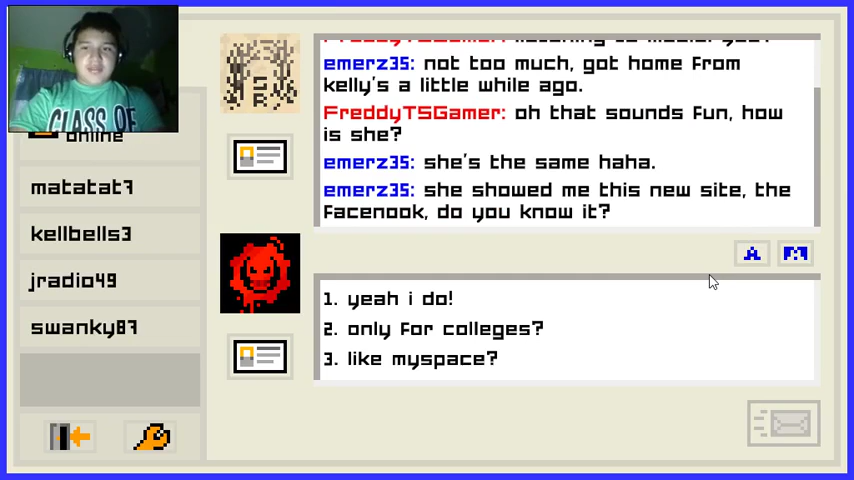 CLASS OF
online
matatat7
kellbells3
jradio49
swanky87
emerz35: not too much, got home from
kelly's a little while ago.
FreddyTSGamer: oh that sounds fun, how
is she?
emerz35: she's the same haha.
emerz35: she showed me this new site, the
facenook, do you know it?
A
1. yeah i do!
2. only for colleges?
3. like myspace?